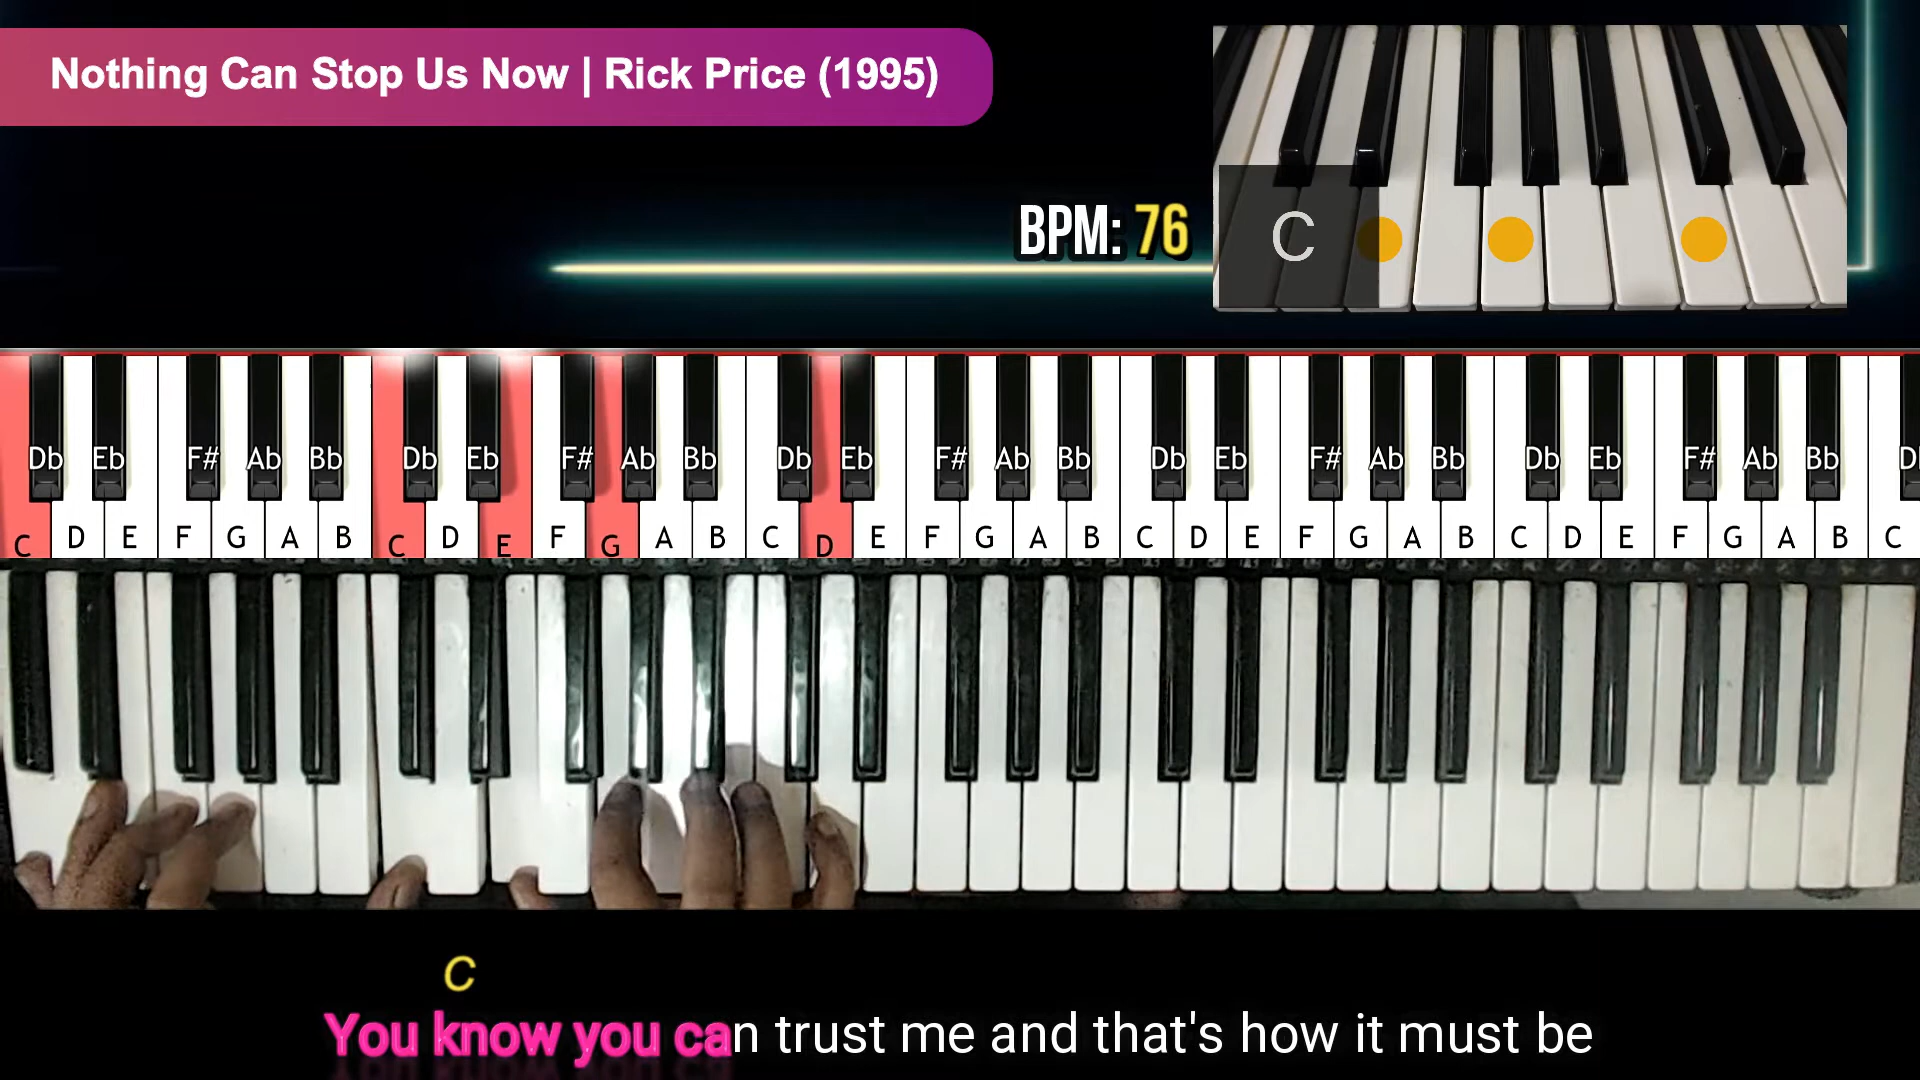 Nothing Can Stop Us Now | Rick Price (1995)
BPM: 76
C
Db Eb F# Ab Bb Db Eb F# Ab Bb Db Eb F# Ab Bb Db Eb F# Ab Bb Db Eb F# Ab Bb D
C D E F G A B C D E F G A B C D E F G A B C D E F G A B C D E F G A B C
C
You know you can trust me and that's how it must be